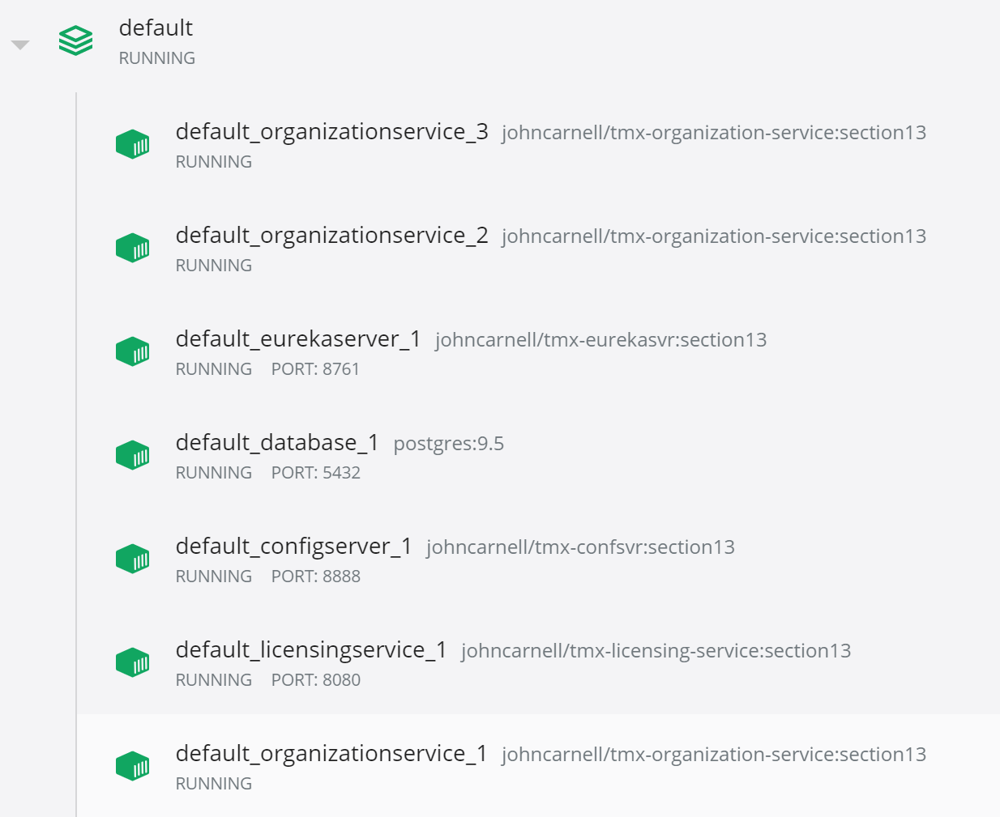 default
RUNNING
default_organizationservice_3 johncarnell/tmx-organization-service:section13
RUNNING
default_organizationservice_2 johncarnell/tmx-organization-service:section13
RUNNING
default_eurekaserver_1 johncarnell/tmx-eurekasvr:section13
RUNNING PORT: 8761
default_database_1 postgres:9.5
RUNNING PORT: 5432
default_configserver_1 johncarnell/tmx-confsvr:section13
RUNNING PORT: 8888
default_licensingservice_1 johncarnell/tmx-licensing-service:section13
RUNNING PORT: 8080
default_organizationservice_1 johncarnell/tmx-organization-service:section13
RUNNING